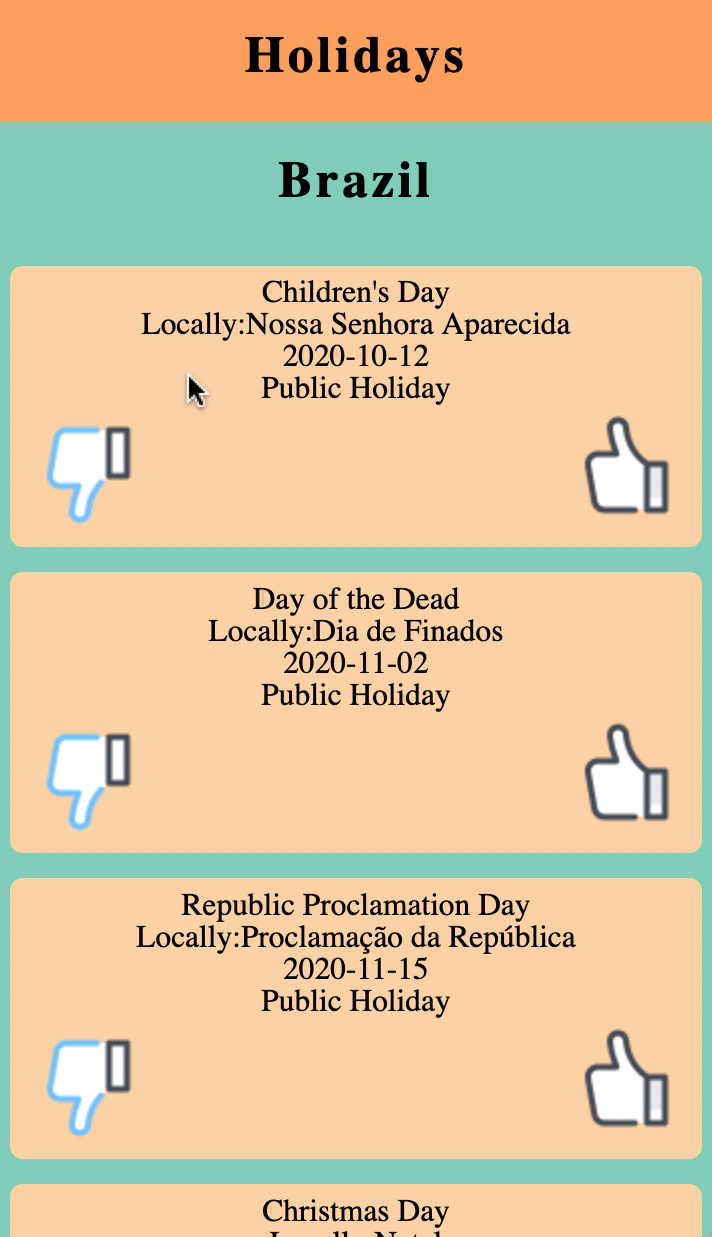 Holidays
Brazil
Children's Day
Locally:Nossa Senhora Aparecida
2020-10-12
Public Holiday
Day of the Dead
Locally:Dia de Finados
2020-11-02
Public Holiday
Republic Proclamation Day
Locally:Proclamação da República
2020-11-15
Public Holiday
Christmas Day
Locally:Natal